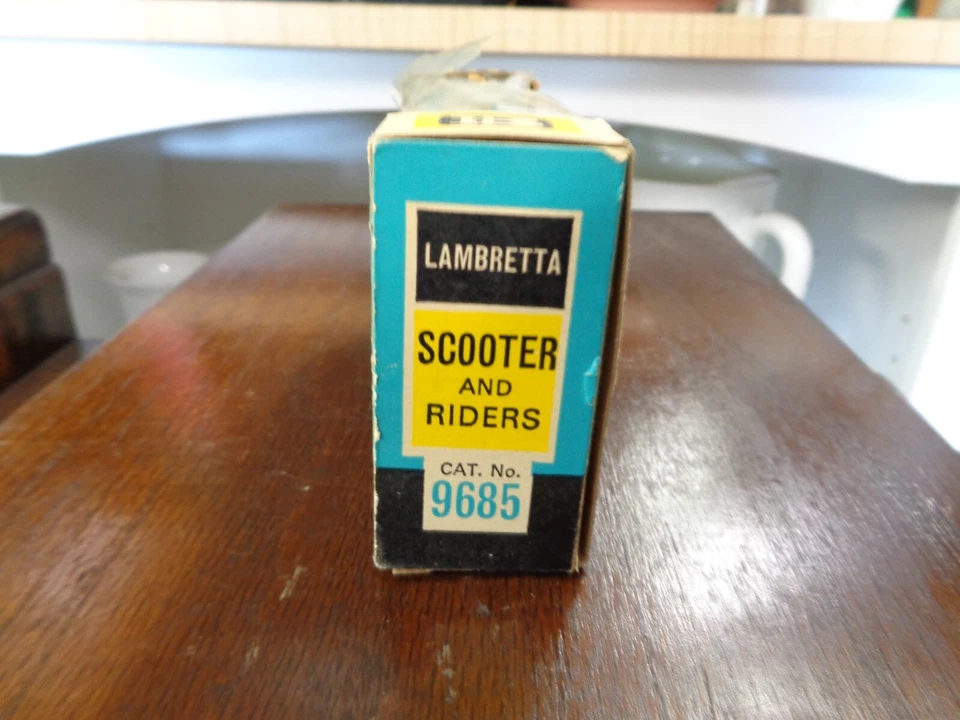 LAMBRETTA
SCOOTER
AND
RIDERS
CAT. No.
9685